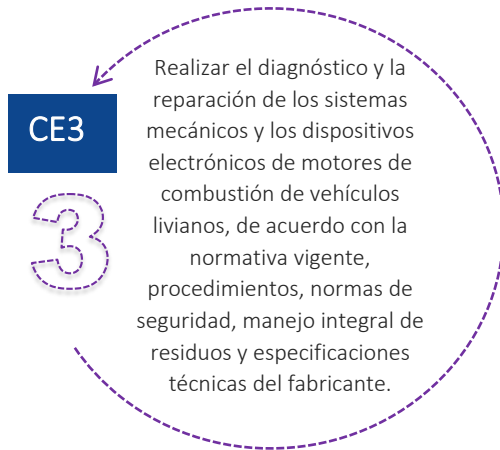 CE3
3
Realizar el diagnóstico y la
reparación de los sistemas
mecánicos y los dispositivos
electrónicos de motores de
combustión de vehículos
livianos, de acuerdo con la
normativa vigente,
procedimientos, normas de
seguridad, manejo integral de
residuos y especificaciones
técnicas del fabricante.